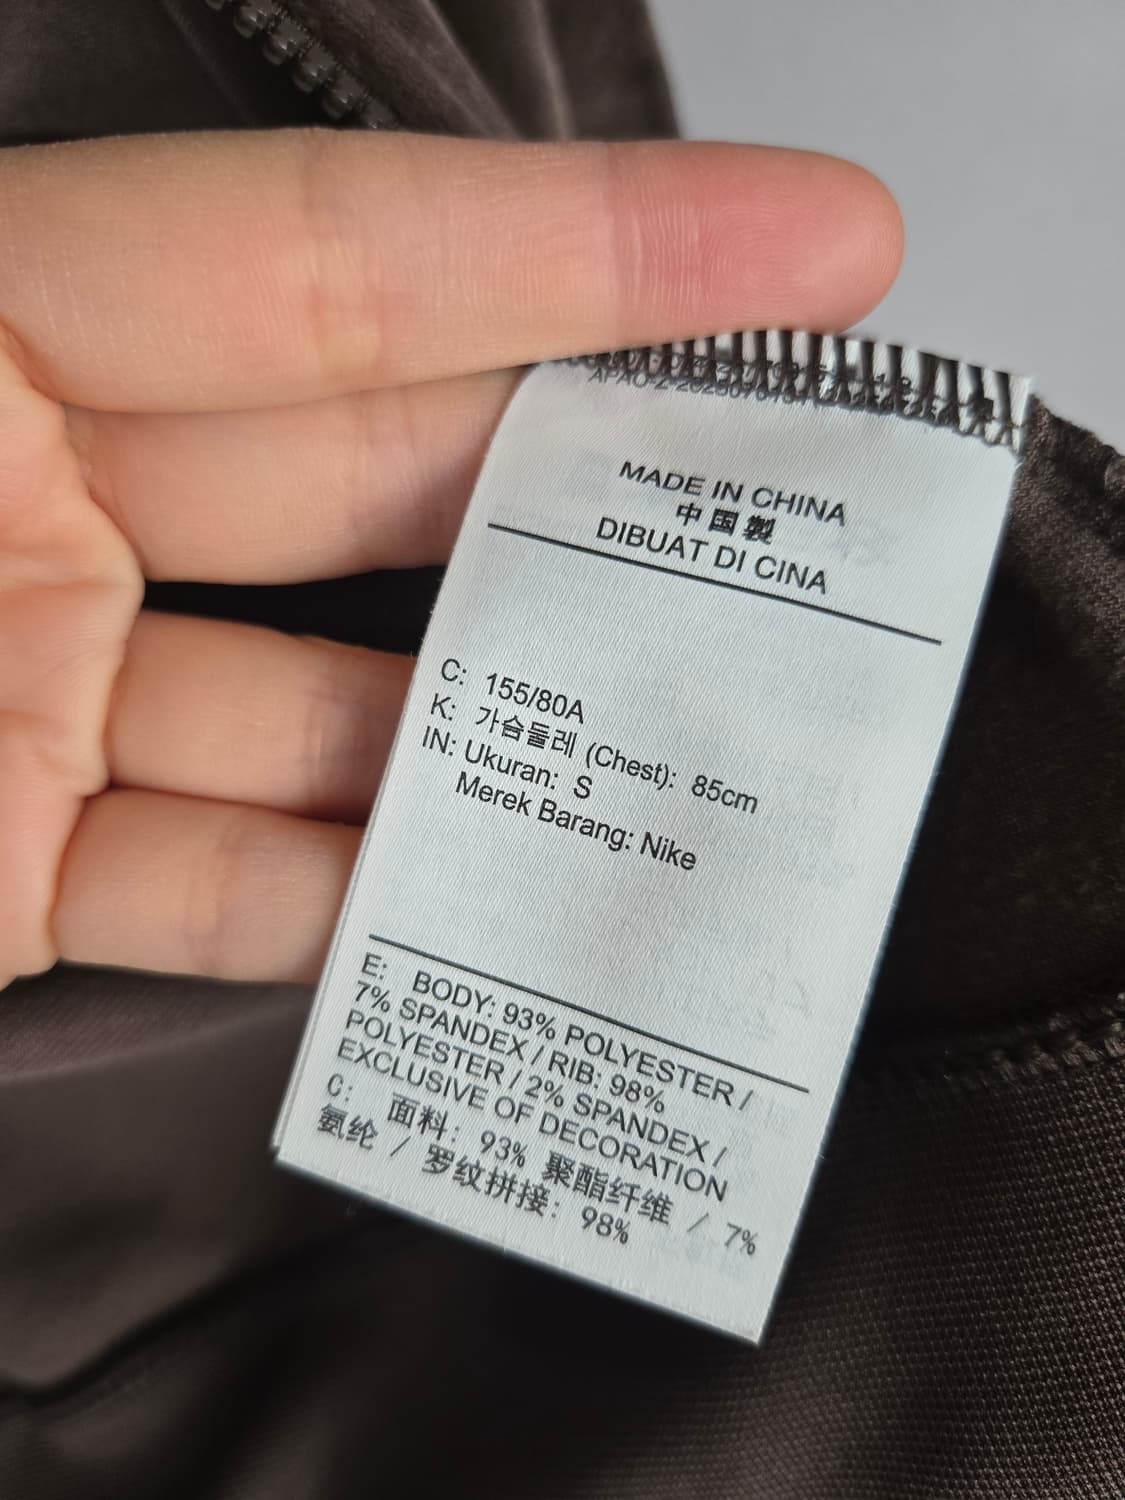 MADE IN CHINA
中国製
DIBUAT DI CINA
C: 155/80A
K: 가슴둘레 (Chest): 85cm
IN: Ukuran: S
Merek Barang: Nike
E: BODY: 93% POLYESTER /
7% SPANDEX / RIB: 98%
POLYESTER / 2% SPANDEX /
EXCLUSIVE OF DECORATION
C: 面料: 93% 聚酯纤维 / 7%
氨纶 / 罗纹拼接: 98%